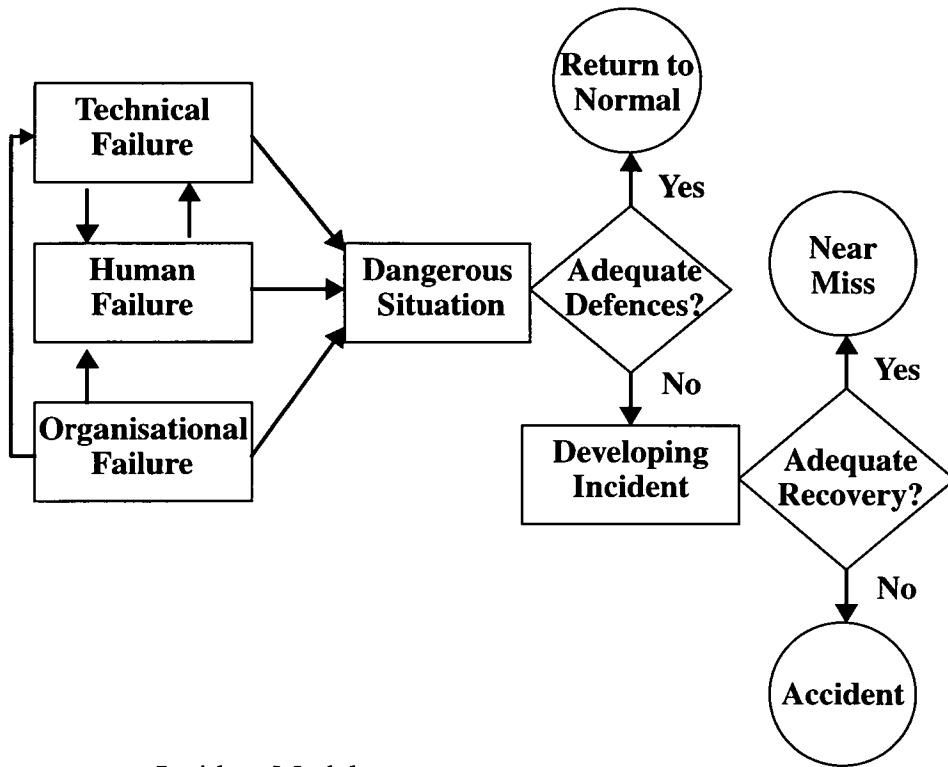 Return to
Normal
Technical
Failure
Yes
Near
Miss
Human
Failure
Dangerous
Situation
Adequate
Defences?
No
Yes
Organisational
Failure
Developing
Incident
Adequate
Recovery?
No
Accident